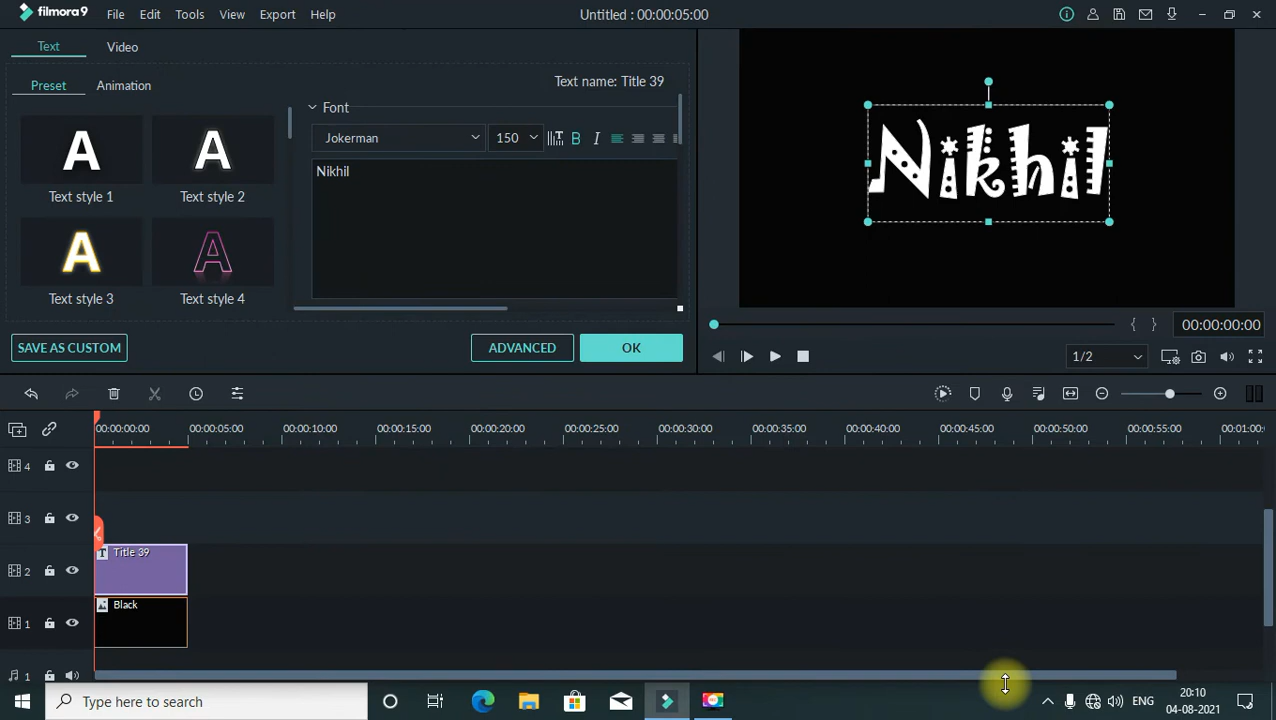 filmora9 File Edit Tools View Export Help Untitled : 00:00:05:00
Text Video
Preset Animation Text name: Title 39
Font
Jokerman 150 B I
Nikhil
A A
Text style 1 Text style 2
A A
Text style 3 Text style 4
SAVE AS CUSTOM ADVANCED OK
Nikhil
00:00:00:00
1/2
00:00:00:00 00:00:05:00 00:00:10:00 00:00:15:00 00:00:20:00 00:00:25:00 00:00:30:00 00:00:35:00 00:00:40:00 00:00:45:00 00:00:50:00 00:00:55:00 00:01:00:
4
3
T Title 39
2
Black
1
1
Type here to search ENG 20:10
04-08-2021